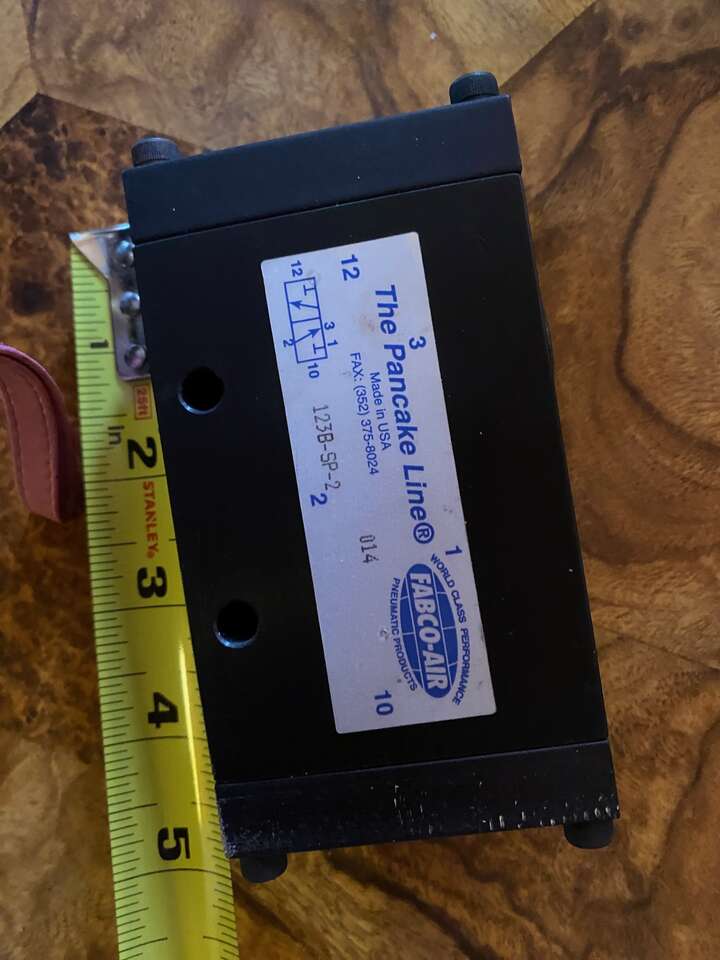 12
3
1
The Pancake Line®
Made in USA
FAX: (352) 375-8024
12
3 1
2
10
123B-SP-2
014
2
10
WORLD CLASS PERFORMANCE
FABCO-AIR
PNEUMATIC PRODUCTS
1
25ft
in
2
STANLEY®
3
4
5